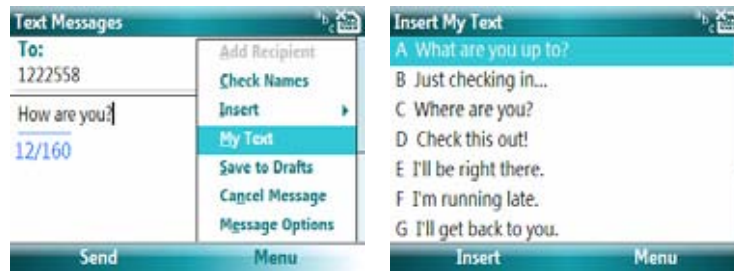 Text Messages
To:
1222558
How are you?
12/160
Add Recipient
Check Names
Insert
My Text
Save to Drafts
Cancel Message
Message Options
Send
Menu
Insert My Text
A What are you up to?
B Just checking in...
C Where are you?
D Check this out!
E I'll be right there.
F I'm running late.
G I'll get back to you.
Insert
Menu